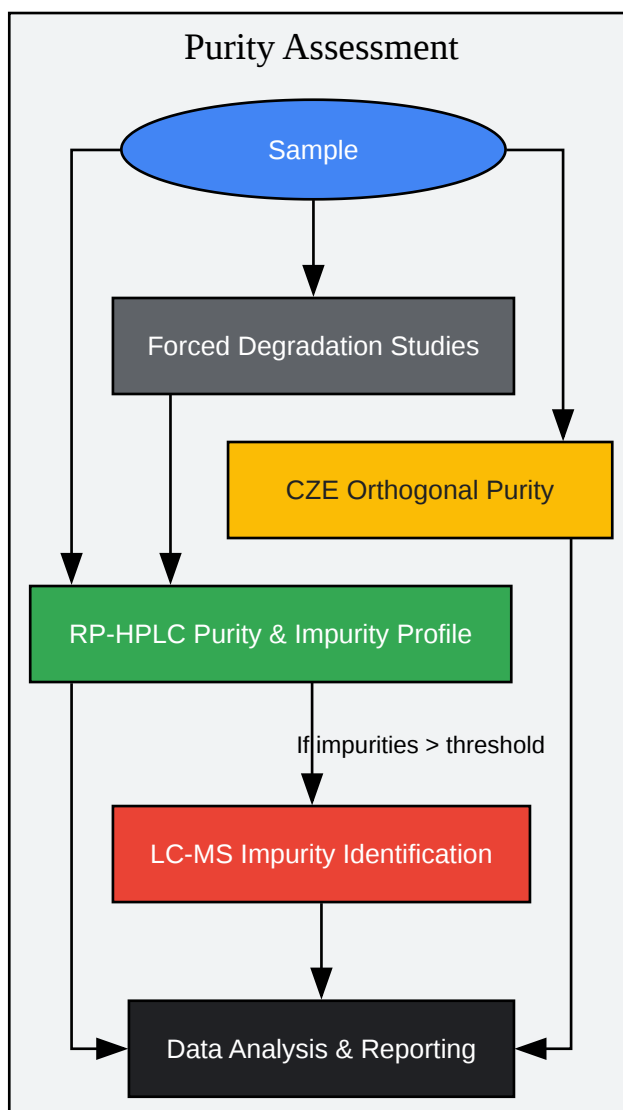 Purity Assessment
Sample
Forced Degradation Studies
CZE Orthogonal Purity
RP-HPLC Purity & Impurity Profile
If impurities > threshold
LC-MS Impurity Identification
Data Analysis & Reporting